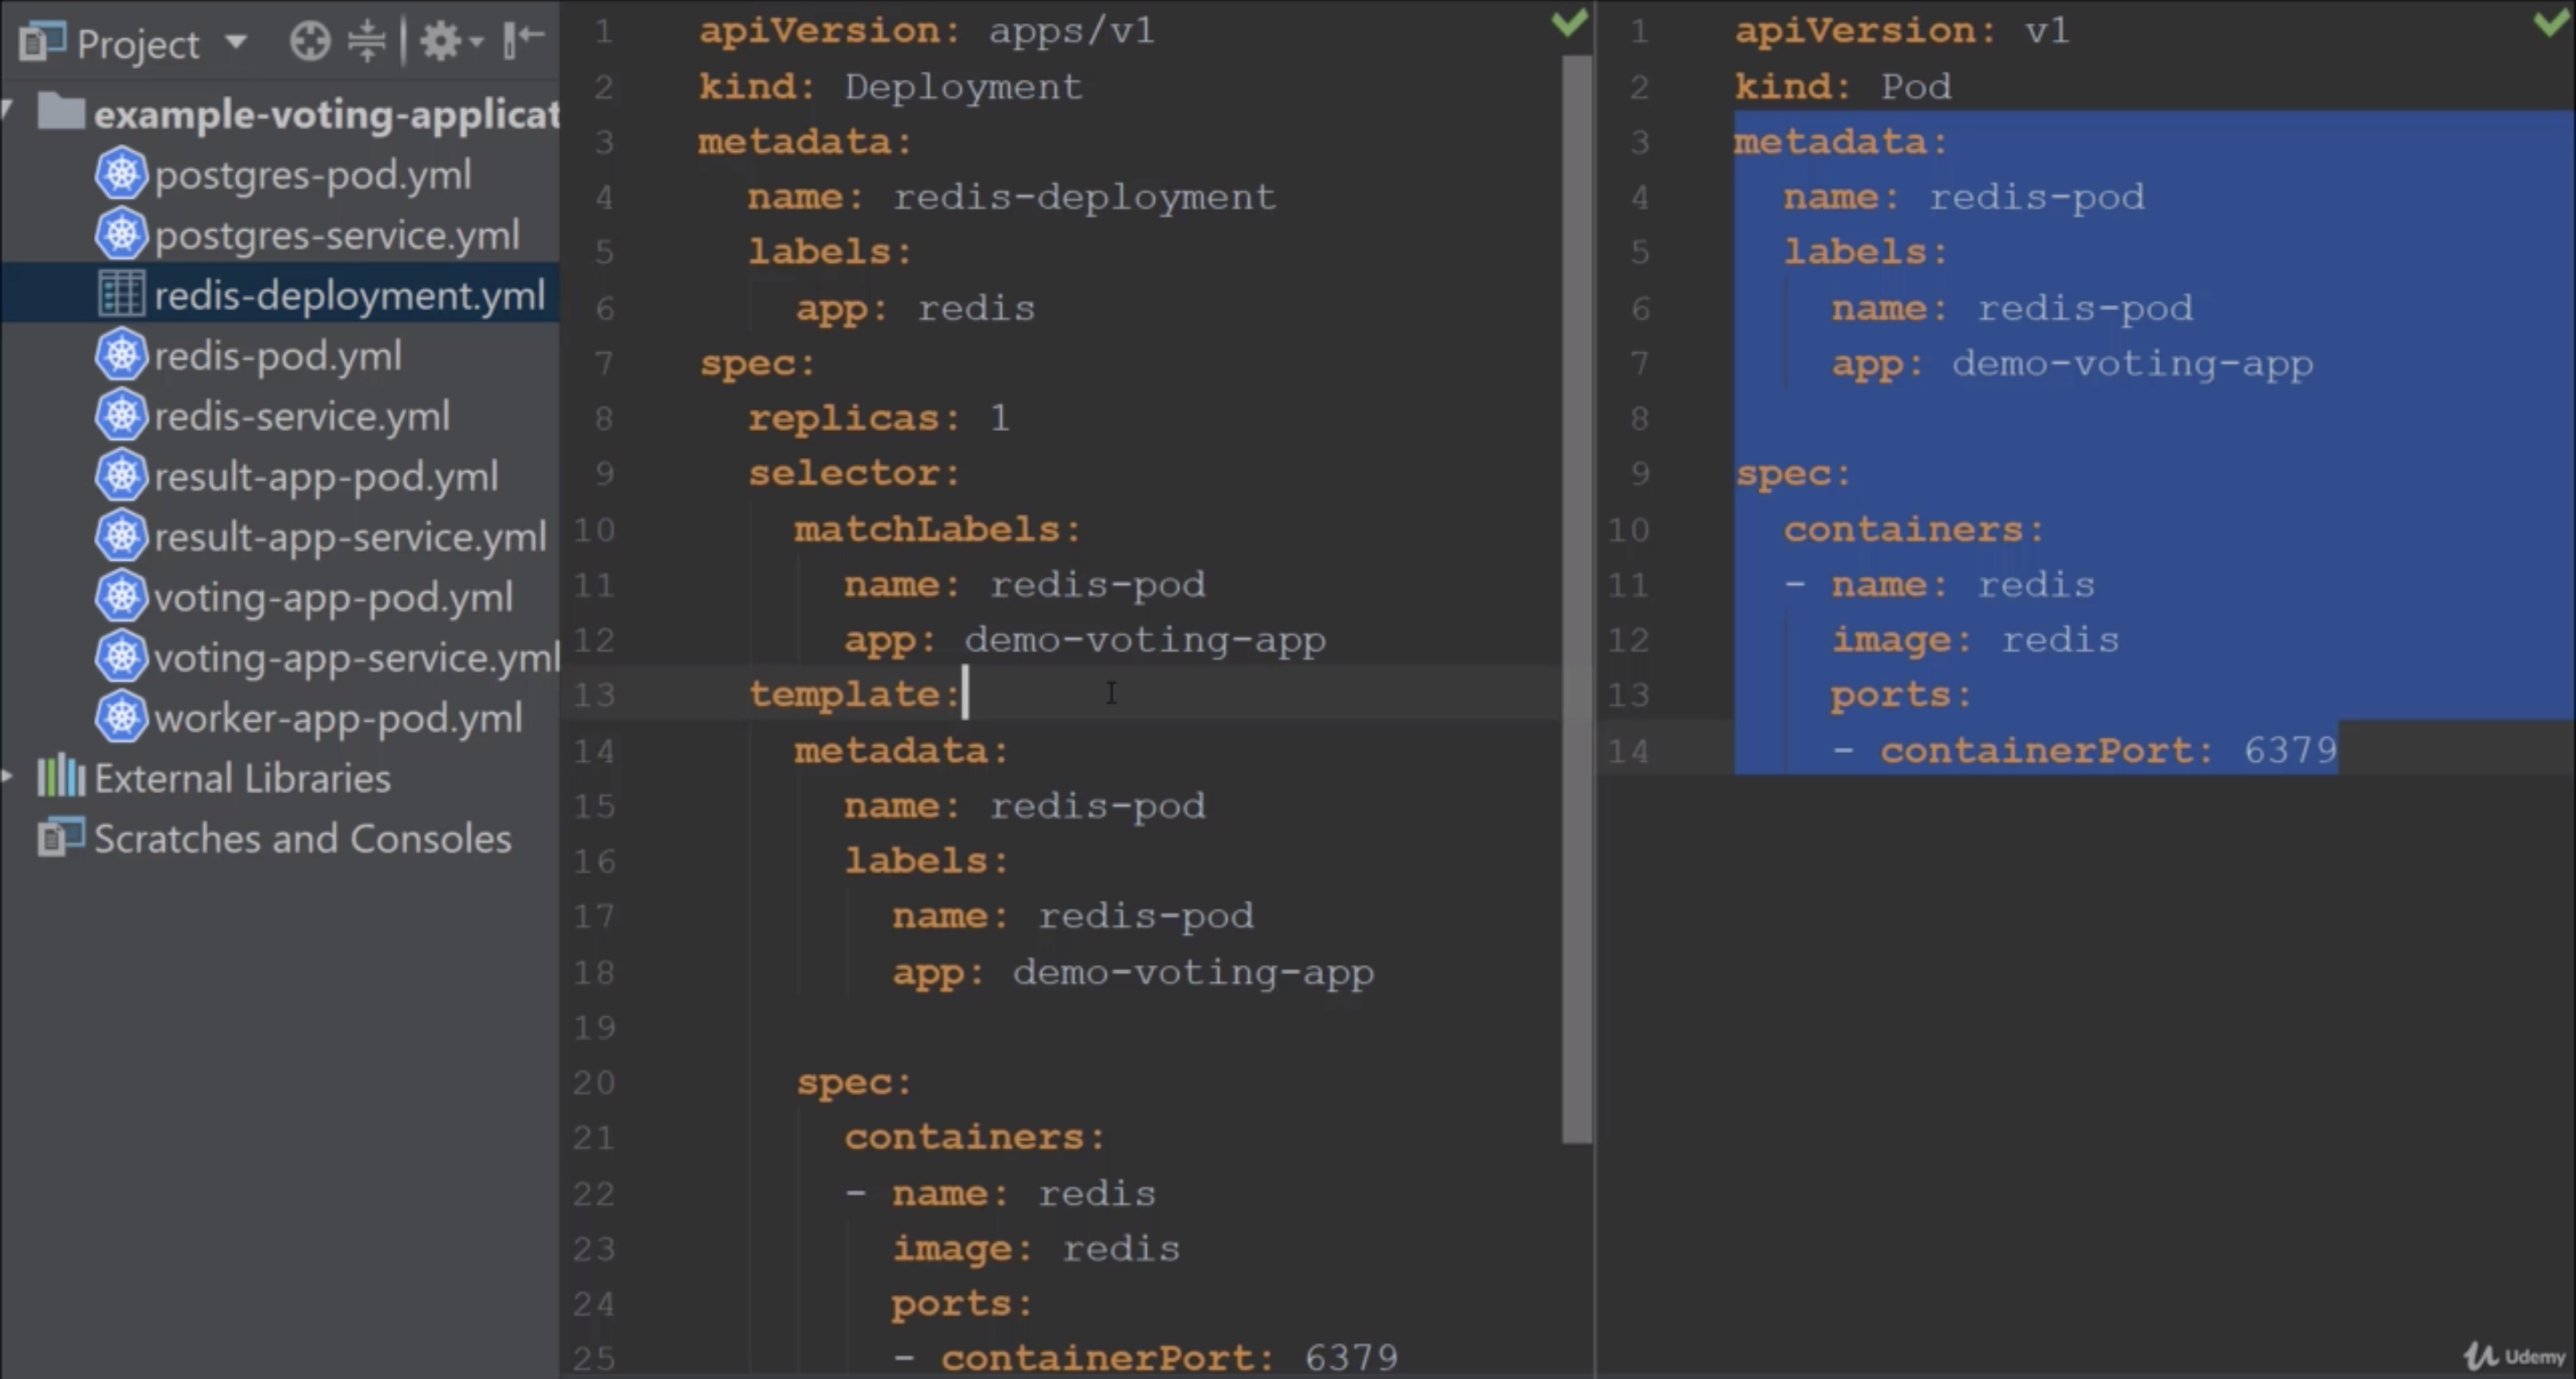 Project
example-voting-applicat
postgres-pod.yml
postgres-service.yml
redis-deployment.yml
redis-pod.yml
redis-service.yml
result-app-pod.yml
result-app-service.yml
voting-app-pod.yml
voting-app-service.yml
worker-app-pod.yml
External Libraries
Scratches and Consoles
1 apiVersion: apps/v1
2 kind: Deployment
3 metadata:
4   name: redis-deployment
5   labels:
6     app: redis
7 spec:
8   replicas: 1
9   selector:
10     matchLabels:
11       name: redis-pod
12       app: demo-voting-app
13   template:
14     metadata:
15       name: redis-pod
16       labels:
17         name: redis-pod
18         app: demo-voting-app
19
20     spec:
21       containers:
22       - name: redis
23         image: redis
24         ports:
25         - containerPort: 6379
1 apiVersion: v1
2 kind: Pod
3 metadata:
4   name: redis-pod
5   labels:
6     name: redis-pod
7     app: demo-voting-app
8
9 spec:
10   containers:
11   - name: redis
12     image: redis
13     ports:
14     - containerPort: 6379
Udemy